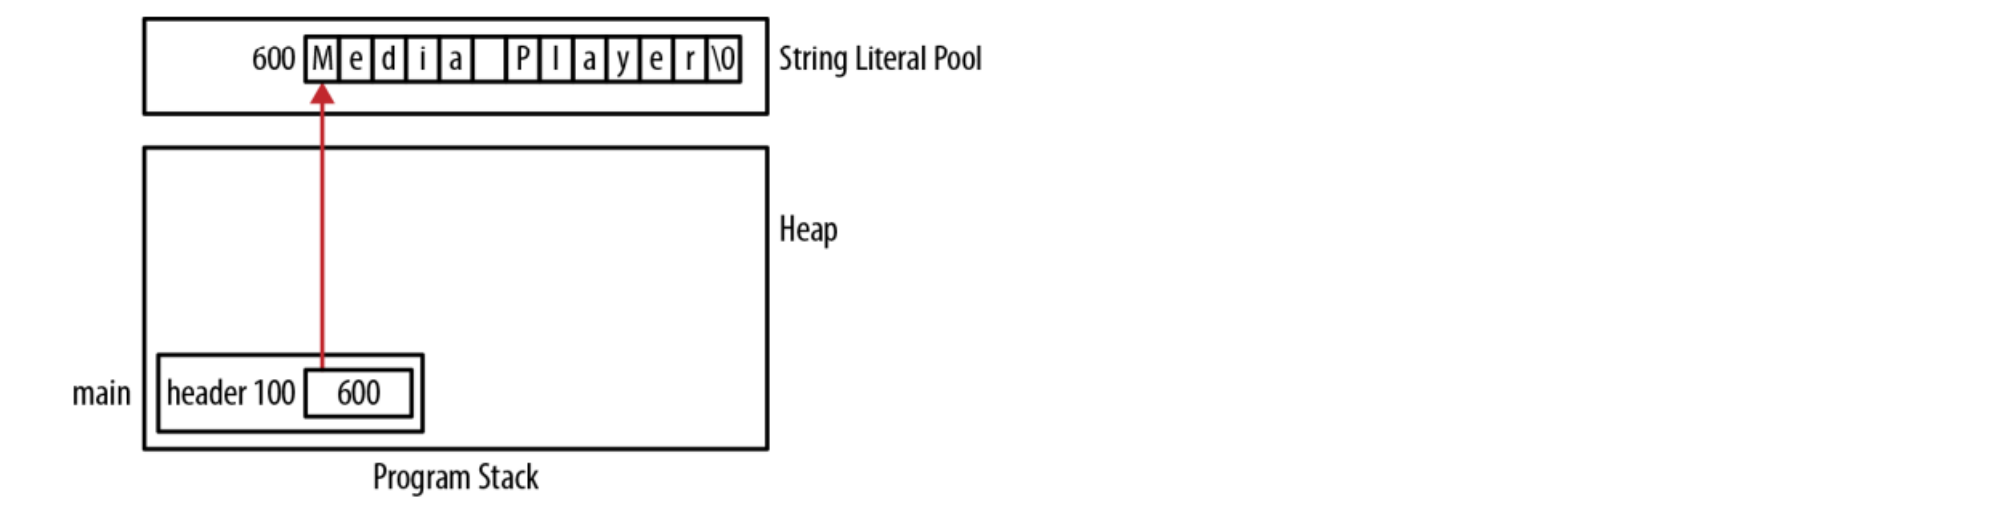 600 M e d i a P l a y e r \0 String Literal Pool
Heap
main header 100 600
Program Stack